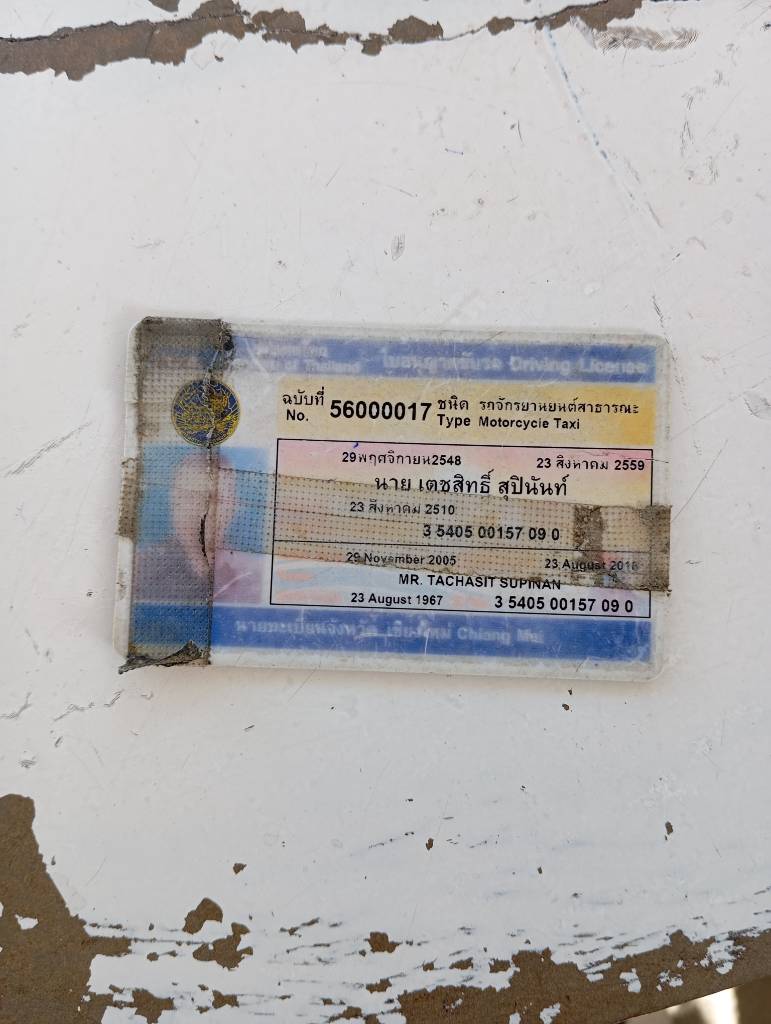 of Thailand ใบอนุญาตขับรถ Driving License
ฉบับที่ 56000017 ชนิด รถจักรยานยนต์สาธารณะ
No. Type Motorcycle Taxi
29 พฤศจิกายน 2548 23 สิงหาคม 2559
นาย เตชสิทธิ์ สุปินันท์
23 สิงหาคม 2510
3 5405 00157 09 0
29 November 2005 23 August 2016
MR. TACHASIT SUPINAN
23 August 1967 3 5405 00157 09 0
นายทะเบียนจังหวัด เชียงใหม่ Chiang Mai